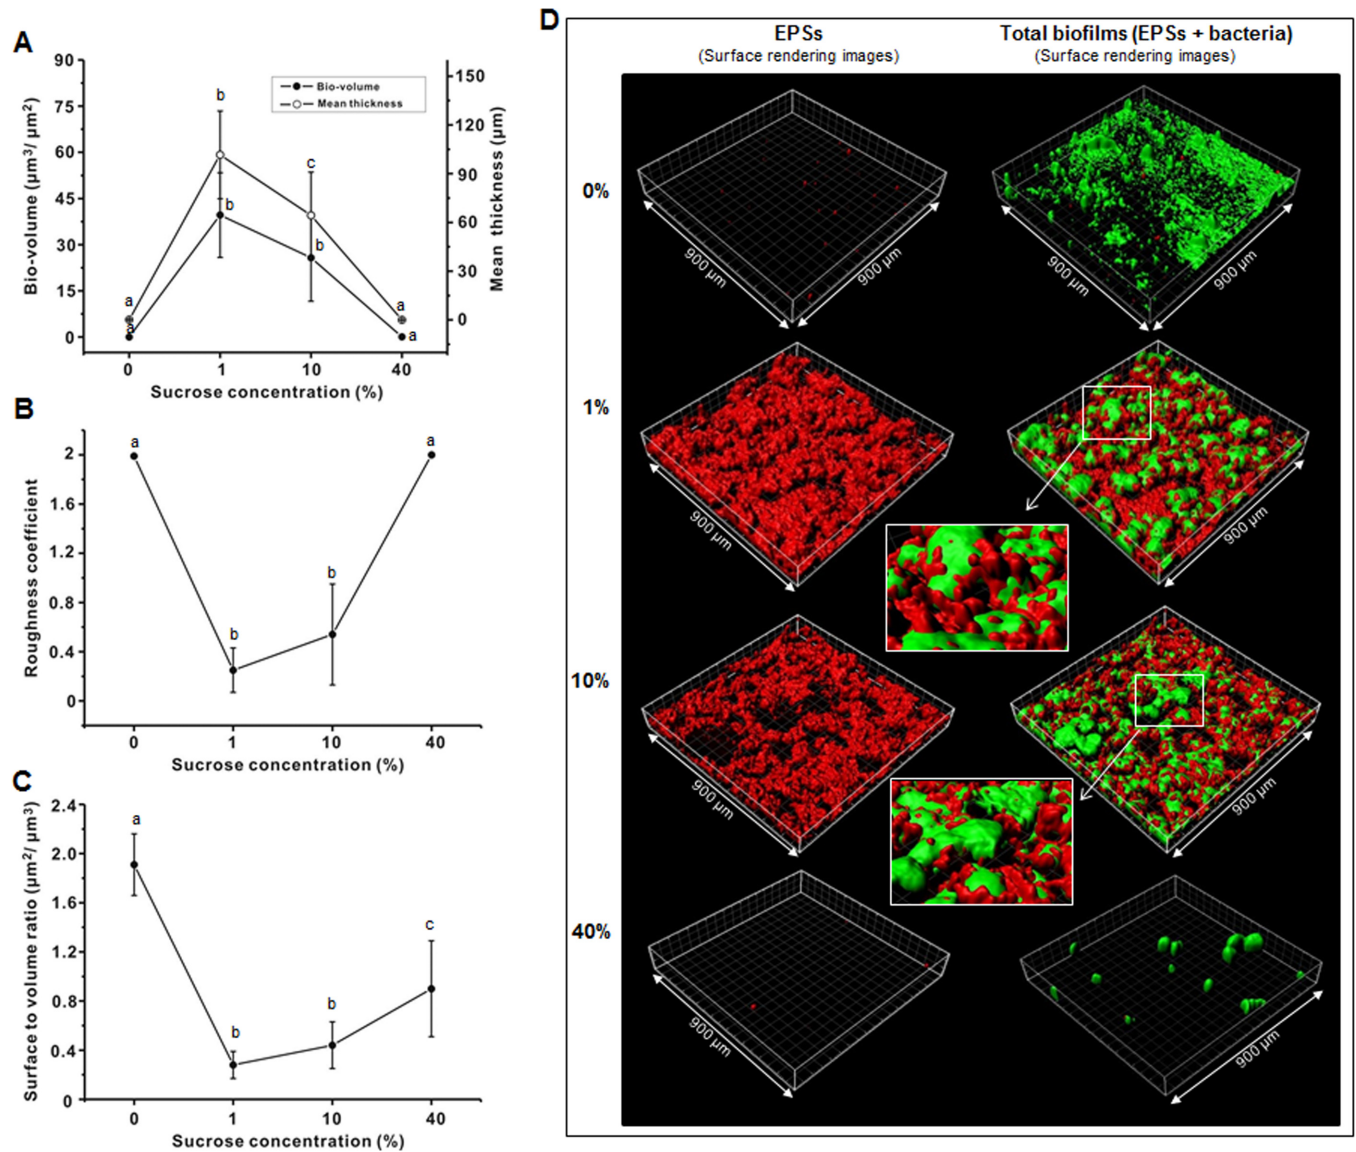 A
90
75
60
45
30
15
0
Bio-volume (µm³/ µm²)
150
120
90
60
30
0
Mean thickness (µm)
Bio-volume
Mean thickness
a
a
b
b
c
b
a
a
0
1
10
40
Sucrose concentration (%)
B
2
1.6
1.2
0.8
0.4
0
Roughness coefficient
a
b
b
a
0
1
10
40
Sucrose concentration (%)
C
2.4
2.0
1.6
1.2
0.8
0.4
0
Surface to volume ratio (µm²/ µm³)
a
b
b
c
0
1
10
40
Sucrose concentration (%)
D
EPSs
(Surface rendering images)
Total biofilms (EPSs + bacteria)
(Surface rendering images)
0%
900 µm
900 µm
900 µm
900 µm
1%
900 µm
900 µm
10%
900 µm
900 µm
40%
900 µm
900 µm